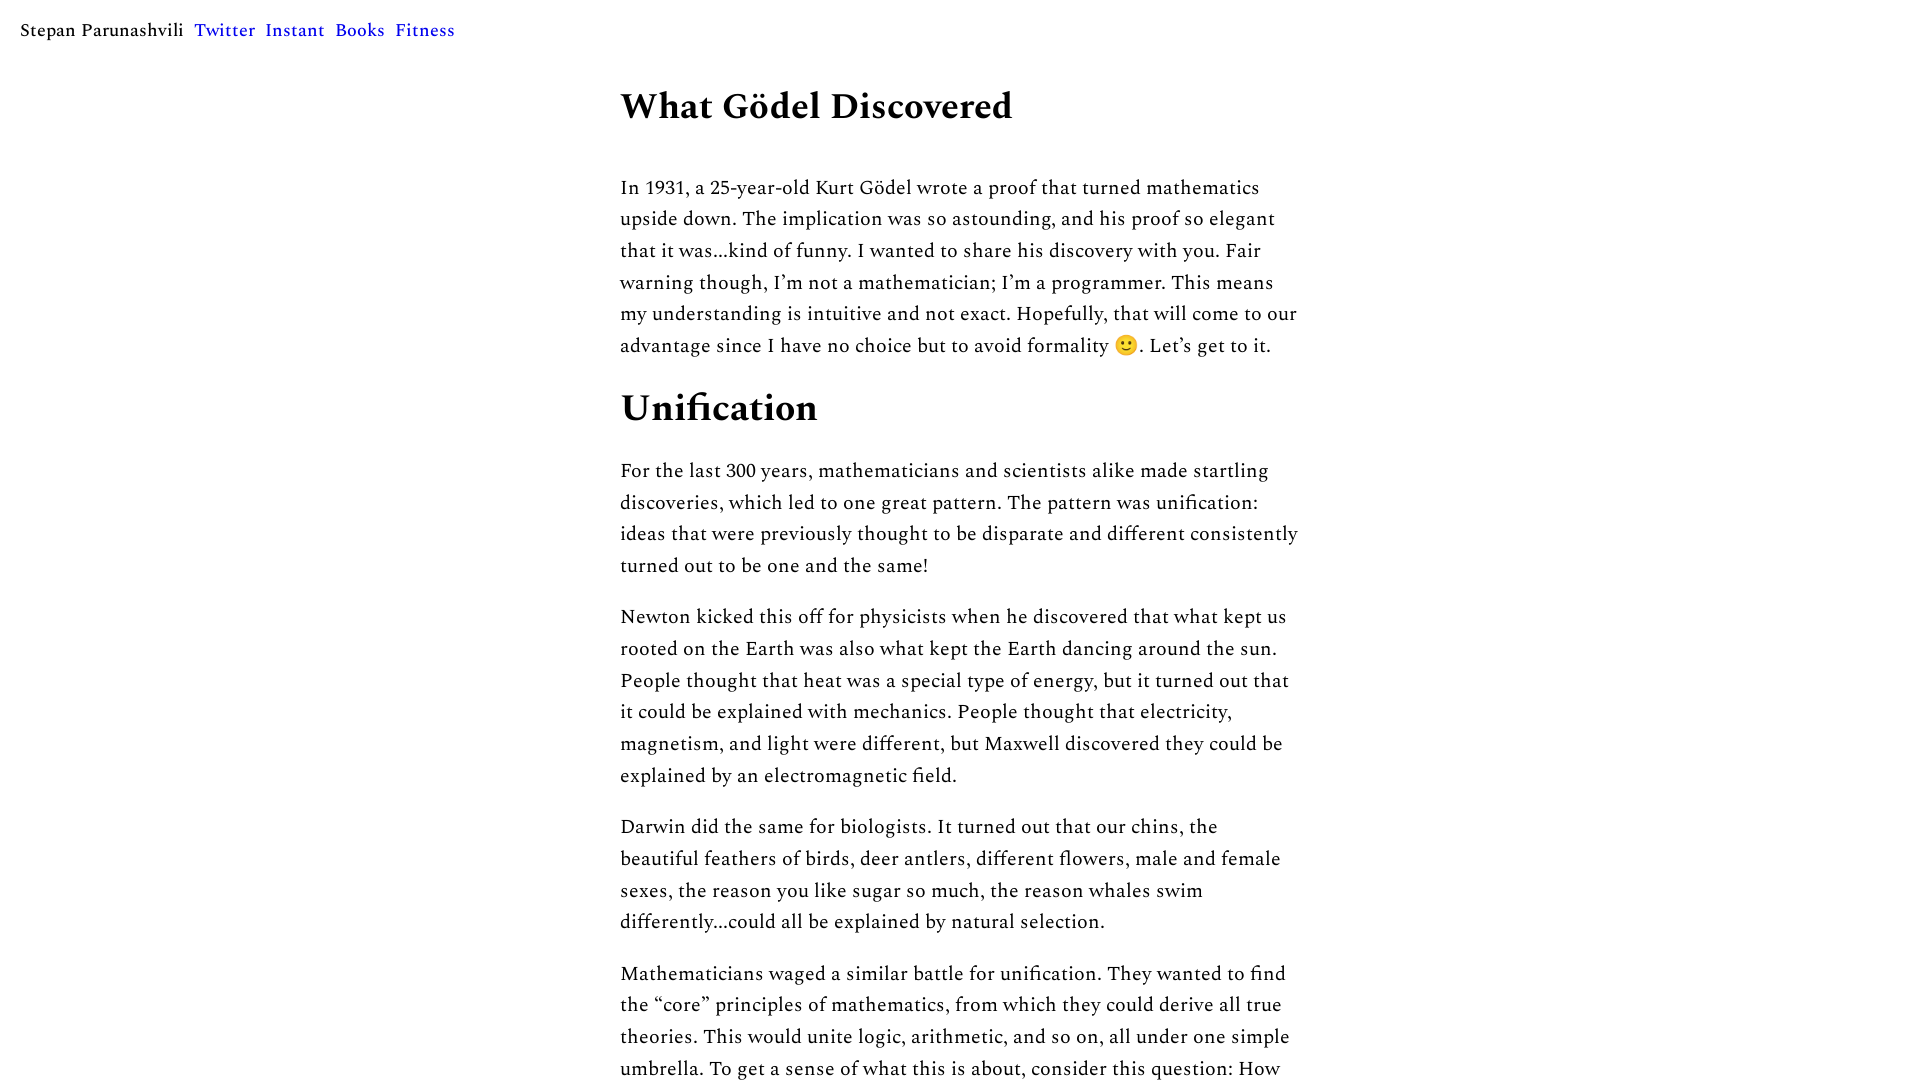 Stepan Parunashvili Twitter Instant Books Fitness
What Gödel Discovered
In 1931, a 25-year-old Kurt Gödel wrote a proof that turned mathematics
upside down. The implication was so astounding, and his proof so elegant
that it was...kind of funny. I wanted to share his discovery with you. Fair
warning though, I’m not a mathematician; I’m a programmer. This means
my understanding is intuitive and not exact. Hopefully, that will come to our
advantage since I have no choice but to avoid formality 🙂. Let’s get to it.
Unification
For the last 300 years, mathematicians and scientists alike made startling
discoveries, which led to one great pattern. The pattern was unification:
ideas that were previously thought to be disparate and different consistently
turned out to be one and the same!
Newton kicked this off for physicists when he discovered that what kept us
rooted on the Earth was also what kept the Earth dancing around the sun.
People thought that heat was a special type of energy, but it turned out that
it could be explained with mechanics. People thought that electricity,
magnetism, and light were different, but Maxwell discovered they could be
explained by an electromagnetic field.
Darwin did the same for biologists. It turned out that our chins, the
beautiful feathers of birds, deer antlers, different flowers, male and female
sexes, the reason you like sugar so much, the reason whales swim
differently...could all be explained by natural selection.
Mathematicians waged a similar battle for unification. They wanted to find
the “core” principles of mathematics, from which they could derive all true
theories. This would unite logic, arithmetic, and so on, all under one simple
umbrella. To get a sense of what this is about, consider this question: How